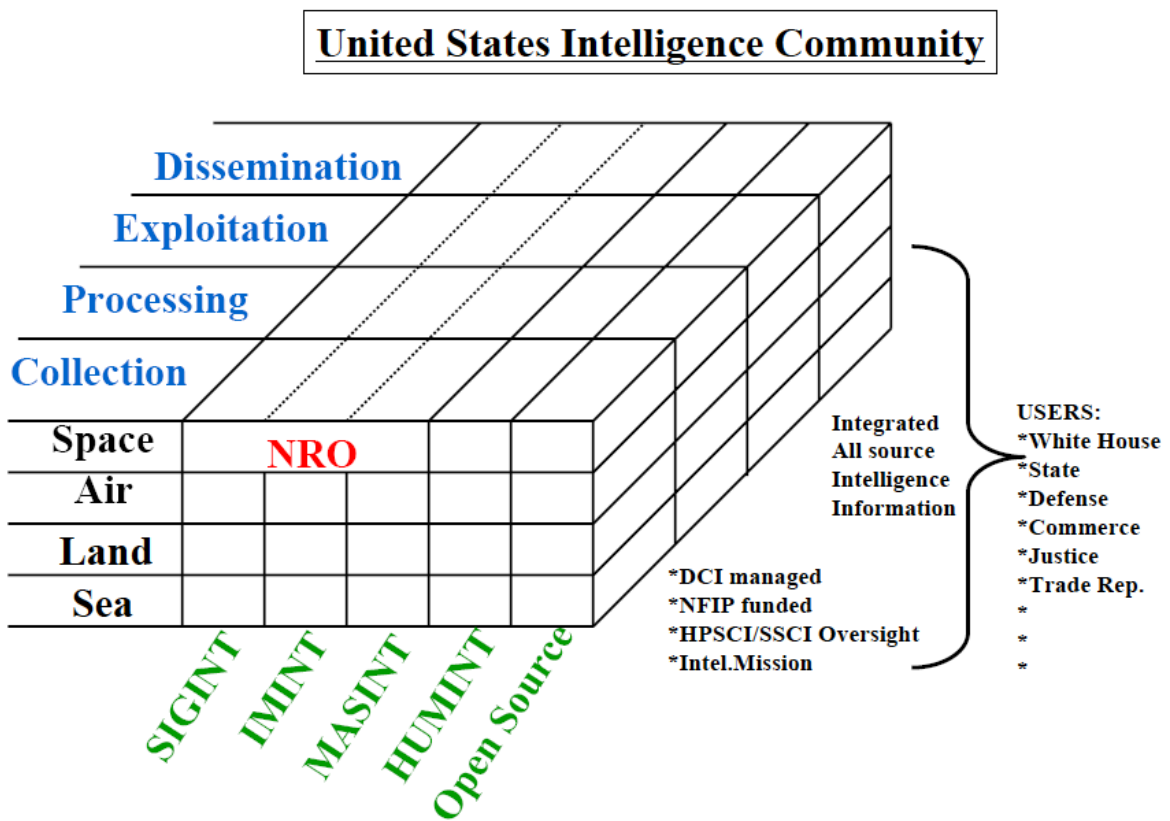 United States Intelligence Community
Dissemination
Exploitation
Processing
Collection
Space
NRO
Air
Land
Sea
SIGINT
IMINT
MASINT
HUMINT
Open Source
Integrated
All source
Intelligence
Information
*DCI managed
*NFIP funded
*HPSCI/SSCI Oversight
*Intel.Mission
USERS:
*White House
*State
*Defense
*Commerce
*Justice
*Trade Rep.
*
*
*